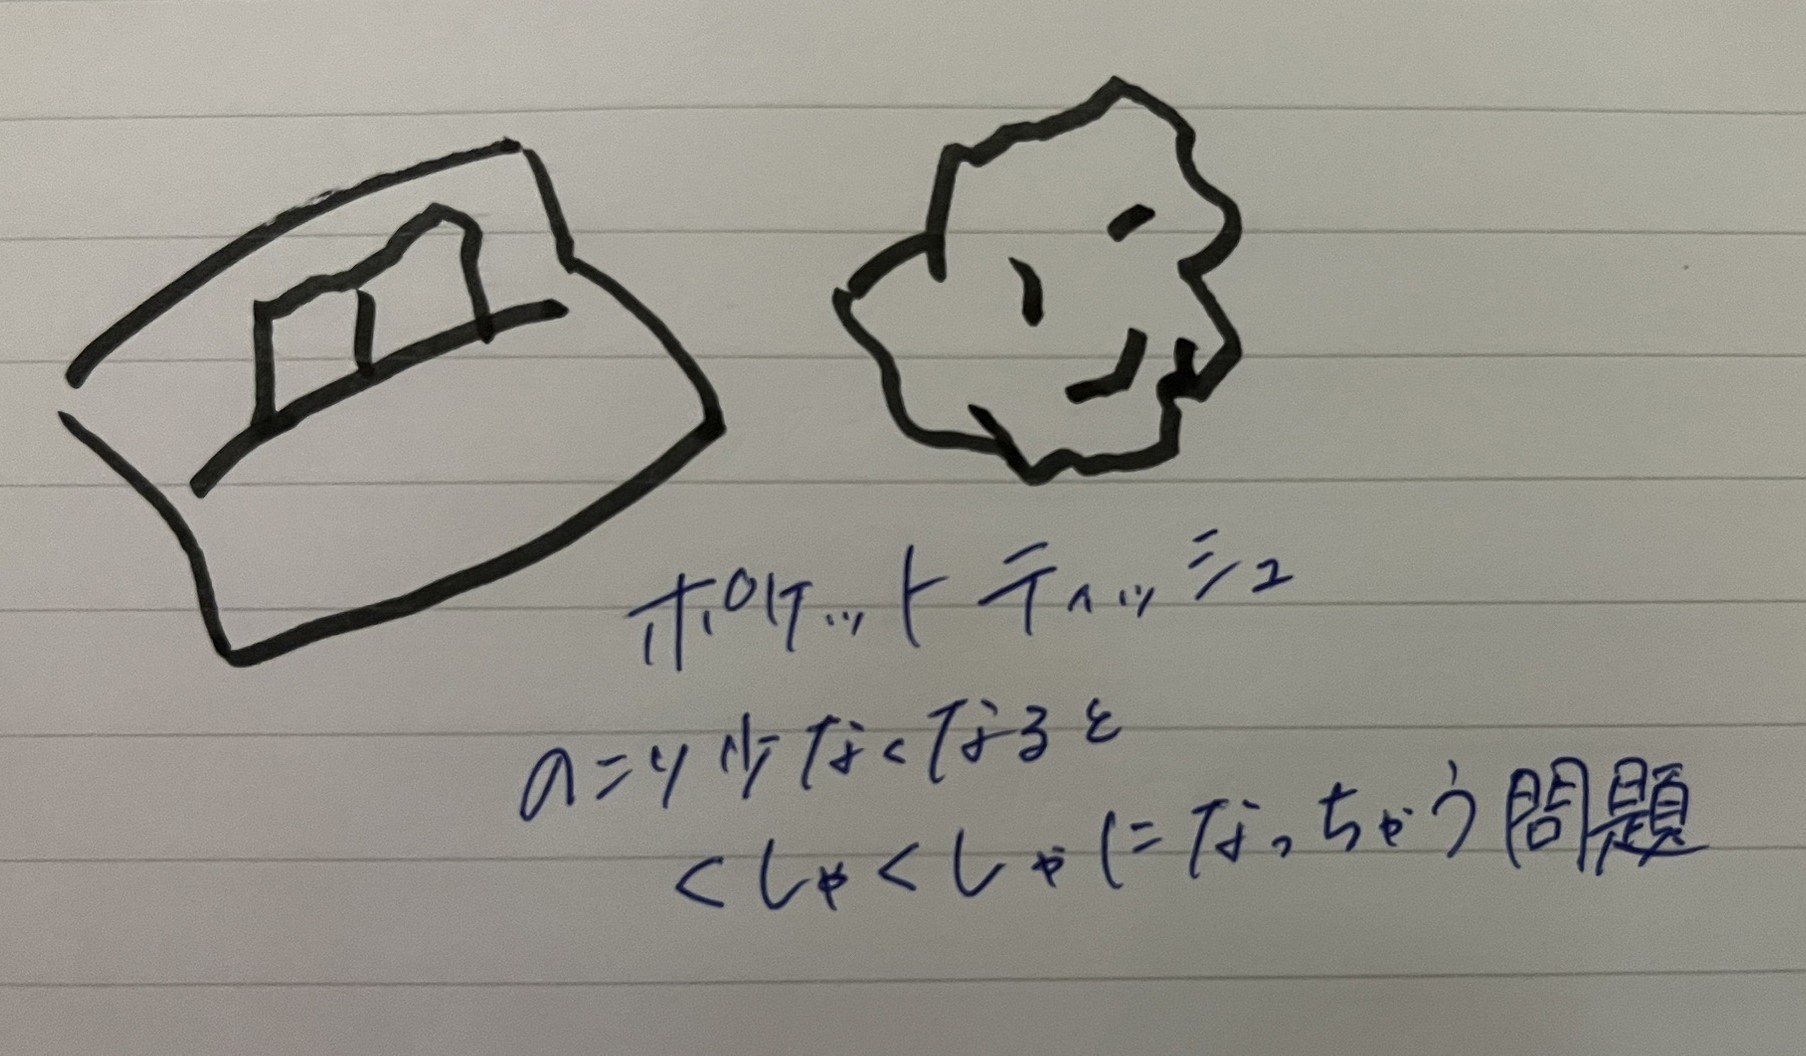 ポケットティッシュ
のこり少なくなると
くしゃくしゃになっちゃう問題